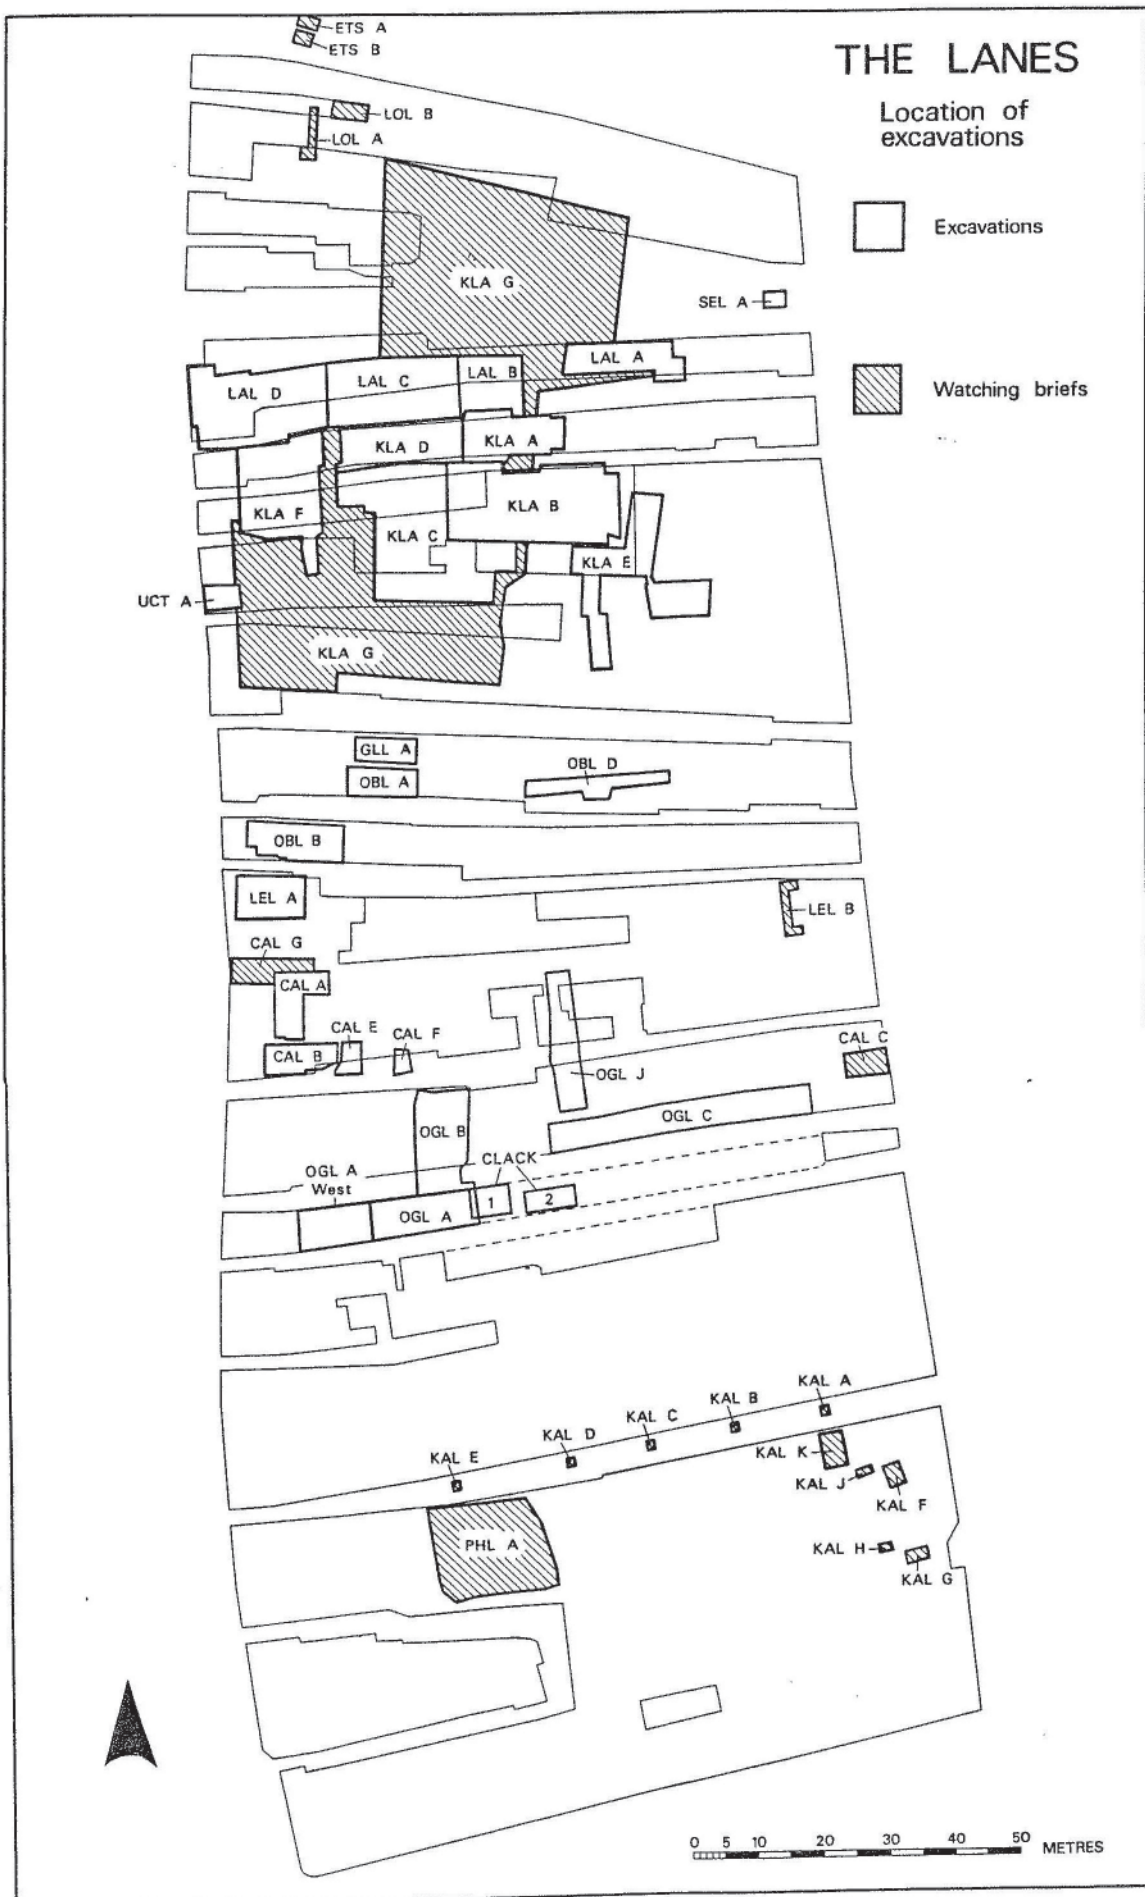 ETS A
ETS B
THE LANES
Location of
excavations
LOL B
LOL A
Excavations
KLA G
SEL A
LAL A
LAL B
LAL C
LAL D
Watching briefs
KLA D
KLA A
KLA B
KLA F
KLA C
KLA E
UCT A
KLA G
GLL A
OBL A
OBL D
OBL B
LEL A
LEL B
CAL G
CAL A
CAL E
CAL F
CAL C
CAL B
OGL J
OGL C
OGL B
CLACK
OGL A
West
1
2
OGL A
KAL A
KAL B
KAL C
KAL D
KAL E
KAL K
KAL J
KAL F
PHL A
KAL H
KAL G
0 5 10 20 30 40 50 METRES